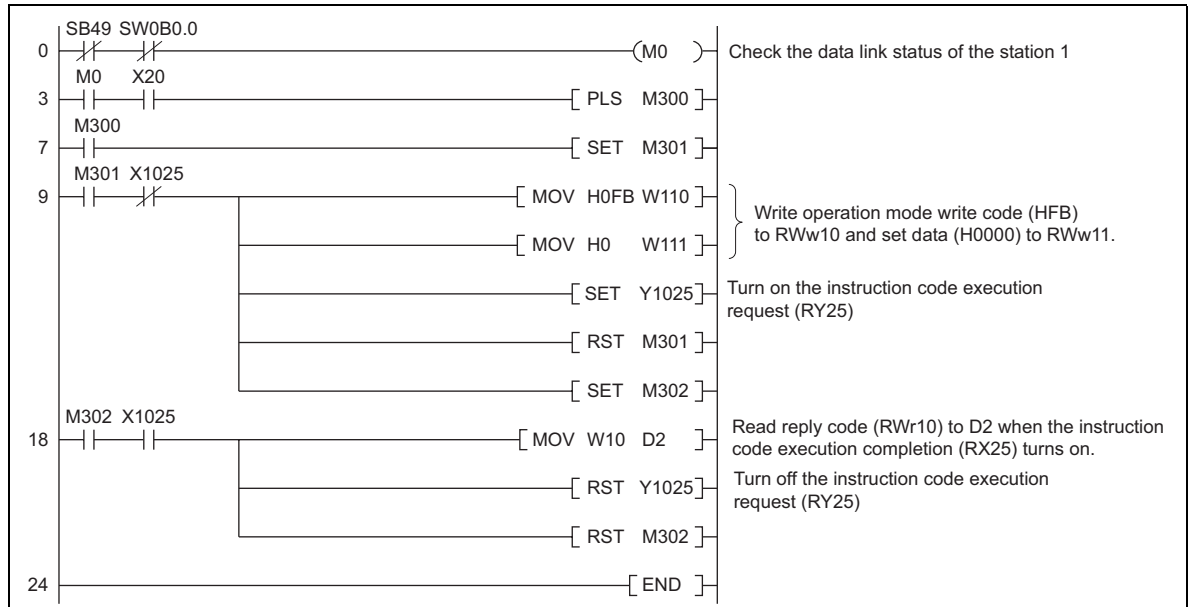 SB49 SW0B0.0
0 (M0 ) Check the data link status of the station 1
M0 X20
3 [ PLS M300 ]
M300
7 [ SET M301 ]
M301 X1025
9 [ MOV H0FB W110 ]
Write operation mode write code (HFB)
to RWw10 and set data (H0000) to RWw11.
[ MOV H0 W111 ]
[ SET Y1025 ] Turn on the instruction code execution
request (RY25)
[ RST M301 ]
[ SET M302 ]
M302 X1025
18 [ MOV W10 D2 ] Read reply code (RWr10) to D2 when the instruction
code execution completion (RX25) turns on.
[ RST Y1025 ] Turn off the instruction code execution
request (RY25)
[ RST M302 ]
24 [ END ]